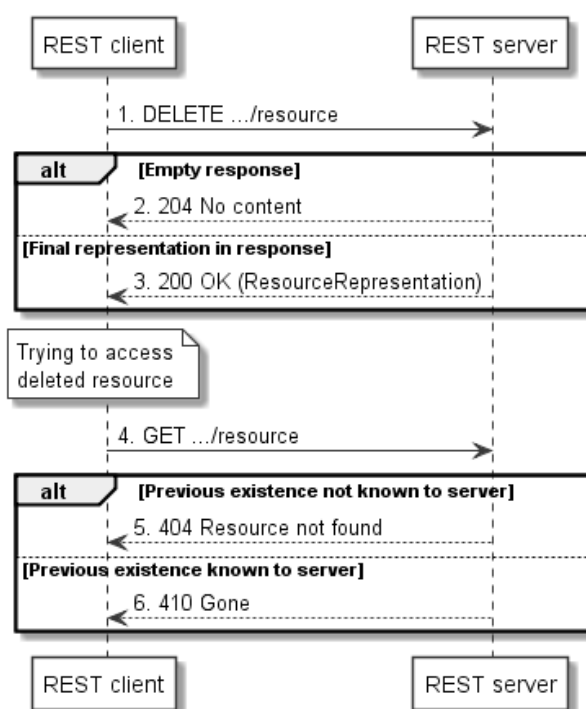 REST client
REST server
1. DELETE .../resource
alt
[Empty response]
2. 204 No content
[Final representation in response]
3. 200 OK (ResourceRepresentation)
Trying to access
deleted resource
4. GET .../resource
alt
[Previous existence not known to server]
5. 404 Resource not found
[Previous existence known to server]
6. 410 Gone
REST client
REST server